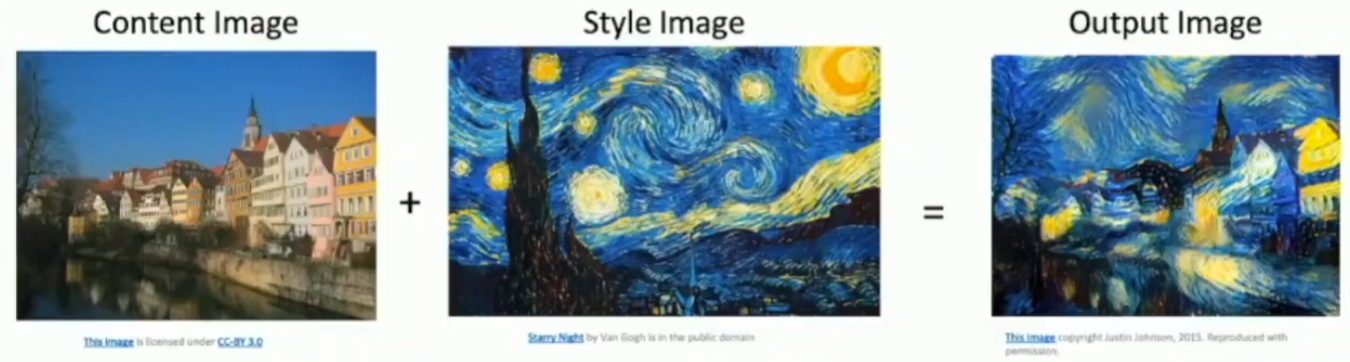 Content Image
Style Image
Output Image
+
=
This image is licensed under CC-BY 3.0
Starry Night by Van Gogh is in the public domain
This image copyright Justin Johnson, 2015. Reproduced with
permission.